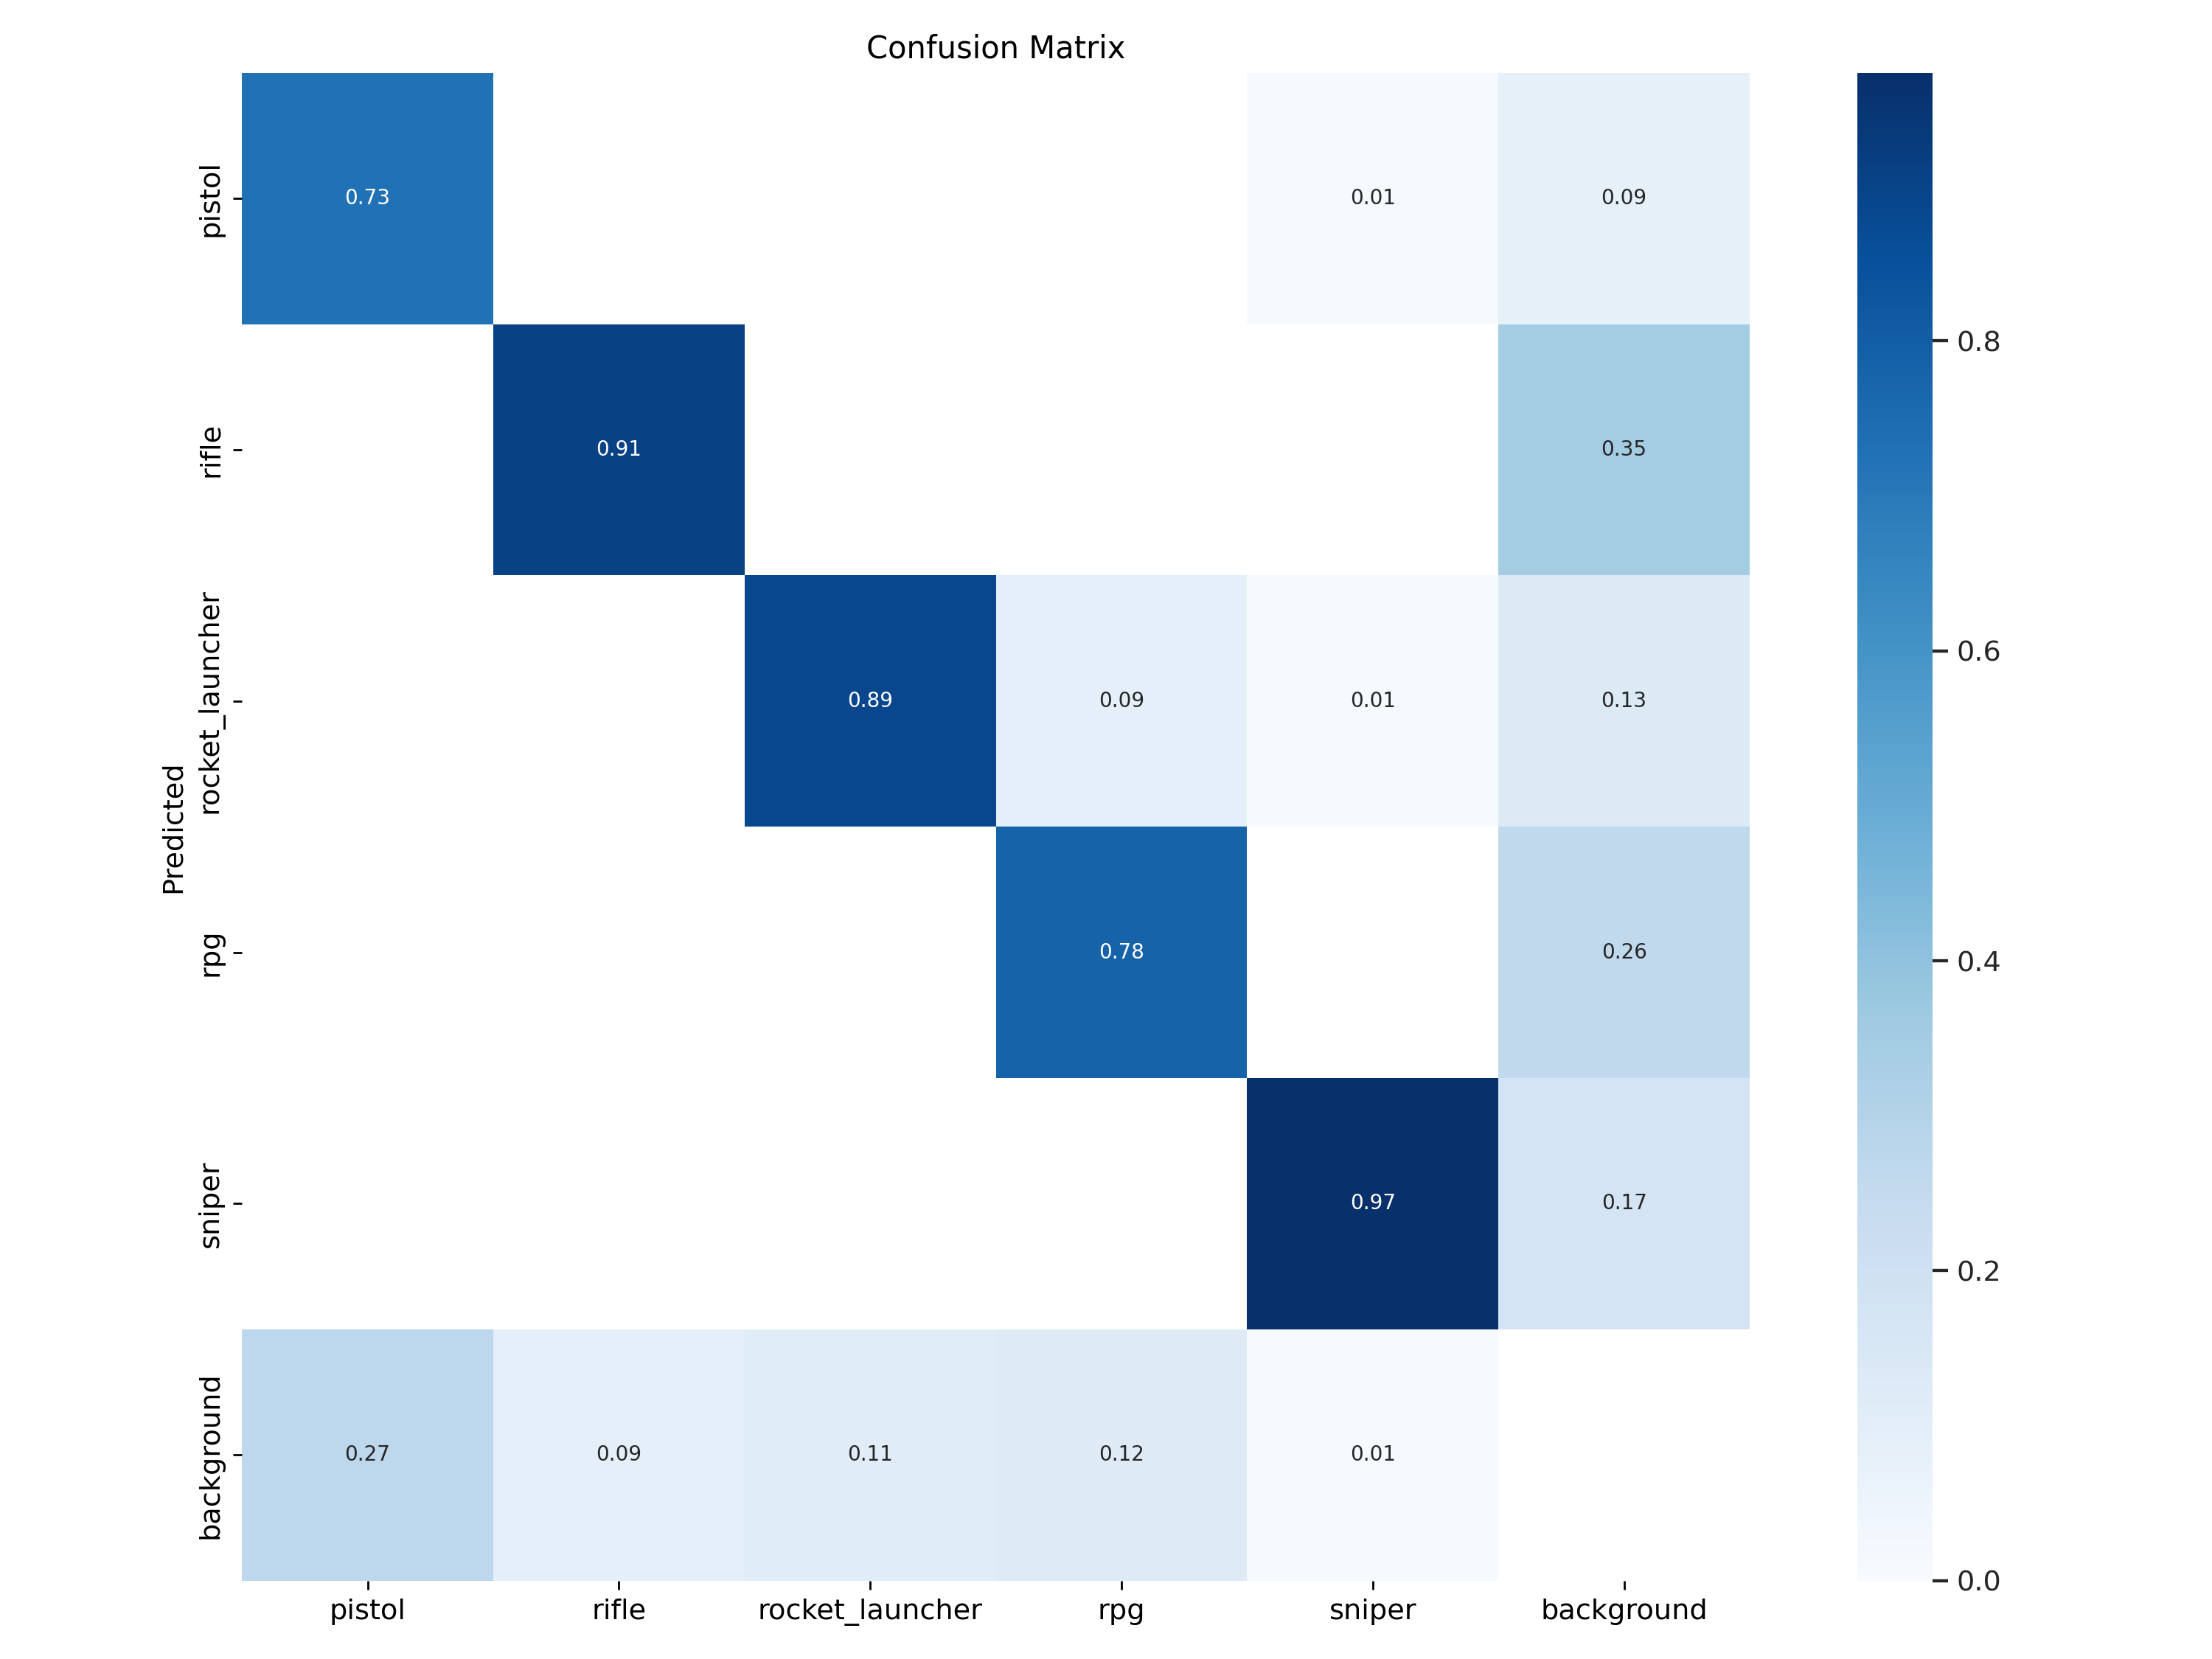 Confusion Matrix
Predicted
pistol
0.73
0.01
0.09
rifle
0.91
0.35
rocket_launcher
0.89
0.09
0.01
0.13
rpg
0.78
0.26
sniper
0.97
0.17
background
0.27
0.09
0.11
0.12
0.01
pistol
rifle
rocket_launcher
rpg
sniper
background
0.8
0.6
0.4
0.2
0.0